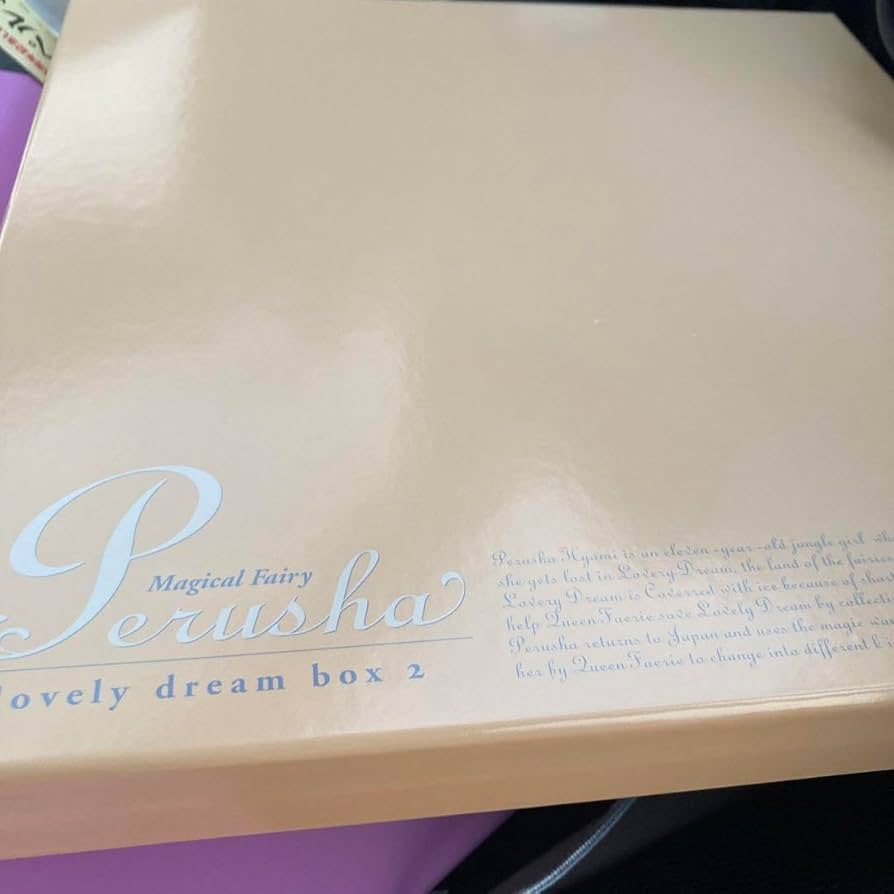 ペル
Magical Fairy
Perusha
lovely dream box 2
Perusha Hyami is an eleven-year-old jungle girl
she gets lost in Lovery Dream, the land of the fairies
Lovery Dream is Coverred with ice because of
help Queen Faerie save Lovely Dream by
Perusha returns to Japan and uses the magic
her by Queen Faerie to change into different